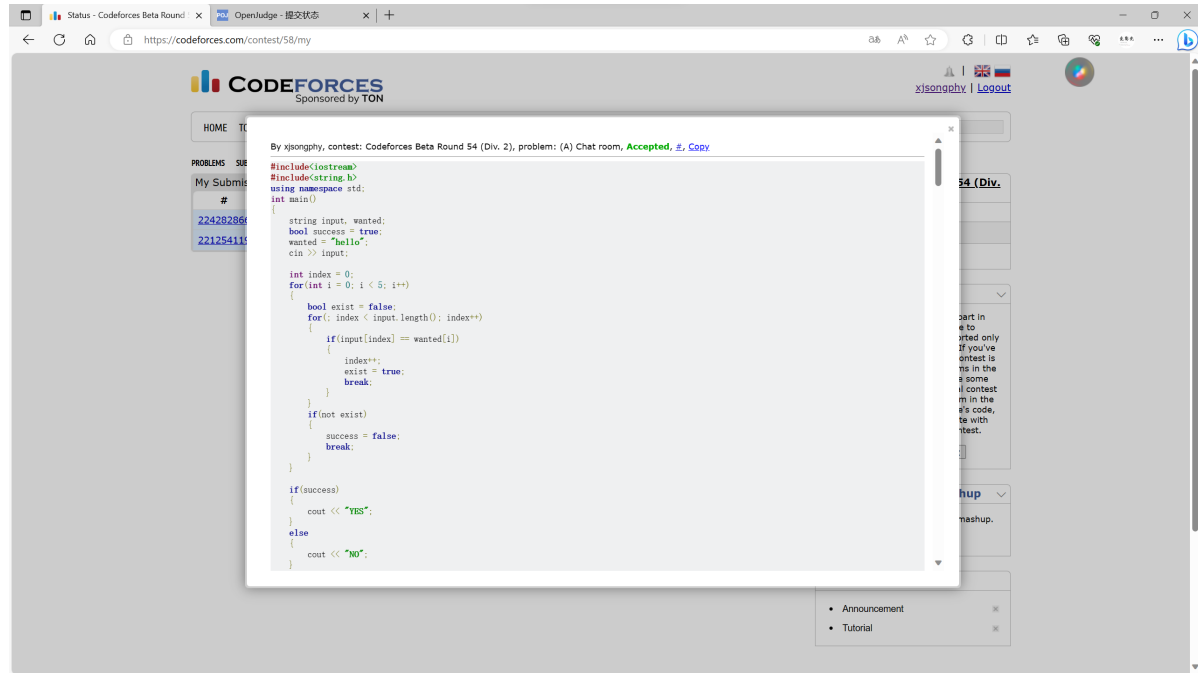 Status - Codeforces Beta Round
POJ OpenJudge - 提交状态
https://codeforces.com/contest/58/my
CODEFORCES
Sponsored by TON
xjsongphy | Logout
HOME TO
PROBLEMS SUB
My Submis
#
22428286
221254119
By xjsongphy, contest: Codeforces Beta Round 54 (Div. 2), problem: (A) Chat room, Accepted, #, Copy
#include<iostream>
#include<string.h>
using namespace std;
int main()
{
string input, wanted;
bool success = true;
wanted = "hello";
cin >> input;
int index = 0;
for(int i = 0; i < 5; i++)
{
bool exist = false;
for(; index < input.length(); index++)
{
if(input[index] == wanted[i])
{
index++;
exist = true;
break;
}
}
if(not exist)
{
success = false;
break;
}
}
if(success)
{
cout << "YES";
}
else
{
cout << "NO";
}
54 (Div.
part in
e to
orted only
If you've
ontest is
ms in the
e some
l contest
m in the
e's code,
te with
ntest.
hup
mashup.
Announcement
Tutorial